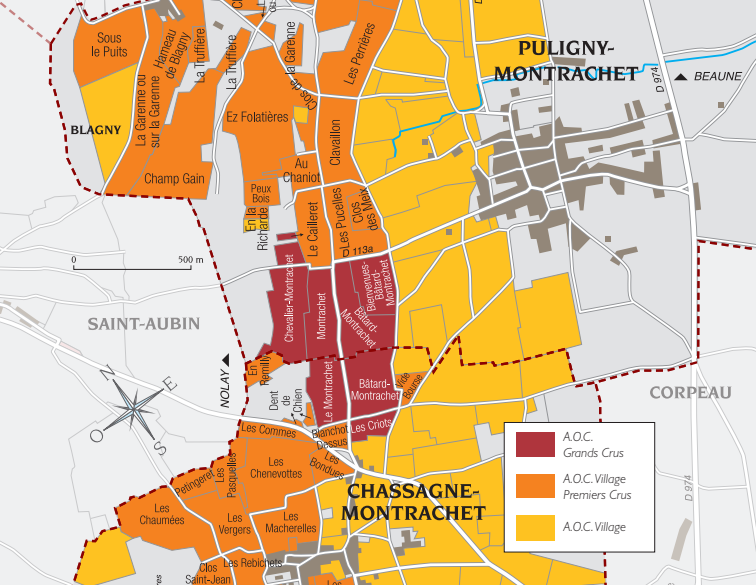 Sous
le Puits
Hameau
de Blagny
La Truffière
La Truffière
la Garenne
Clos de
Les Perrières
PULIGNY-
MONTRACHET
D 974
BEAUNE
BLAGNY
La Garenne ou
sur la Garenne
Ez Folatières
Clavaillon
Champ Gain
Au
Chaniot
Peux
Bois
En la
Richarde
Le Cailleret
Les Pucelles
Clos
des Meix
D 113a
0
500 m
Chevalier-Montrachet
Montrachet
Bienvenues-
Bâtard-
Montrachet
Bâtard-
Montrachet
SAINT-AUBIN
NOLAY
En
Remilly
Dent
de
Chien
Le Montrachet
Bâtard-
Montrachet
Vide
Bourse
CORPEAU
N
E
O
S
Les Commes
Blanchot
Dessus
Les Criots
Les
Bondues
Les
Chenevottes
Les
Pasquelles
Petingeret
Les
Chaumées
Les
Vergers
Les
Macherelles
CHASSAGNE-
MONTRACHET
Clos
Saint-Jean
Les Rebichets
Les
D 974
A.O.C.
Grands Crus
A.O.C. Village
Premiers Crus
A.O.C. Village